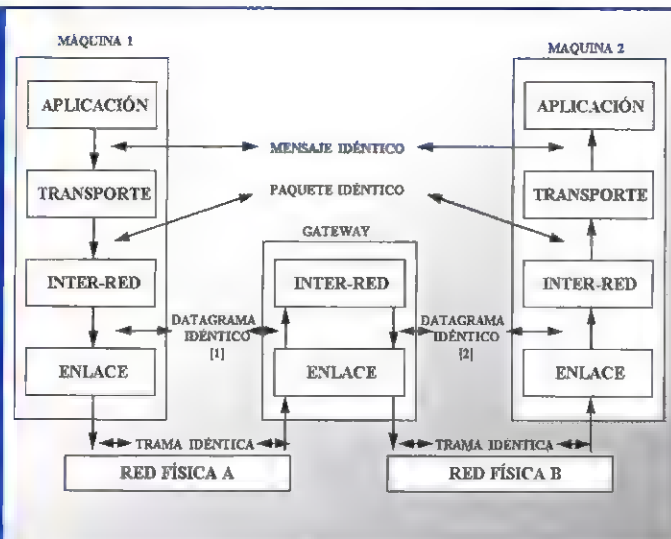 MÁQUINA 1
MAQUINA 2
APLICACIÓN
APLICACIÓN
MENSAJE IDÉNTICO
TRANSPORTE
PAQUETE IDÉNTICO
TRANSPORTE
GATEWAY
INTER-RED
INTER-RED
INTER-RED
DATAGRAMA
IDÉNTICO
[1]
DATAGRAMA
IDÉNTICO
[2]
ENLACE
ENLACE
ENLACE
TRAMA IDÉNTICA
TRAMA IDÉNTICA
RED FÍSICA A
RED FÍSICA B